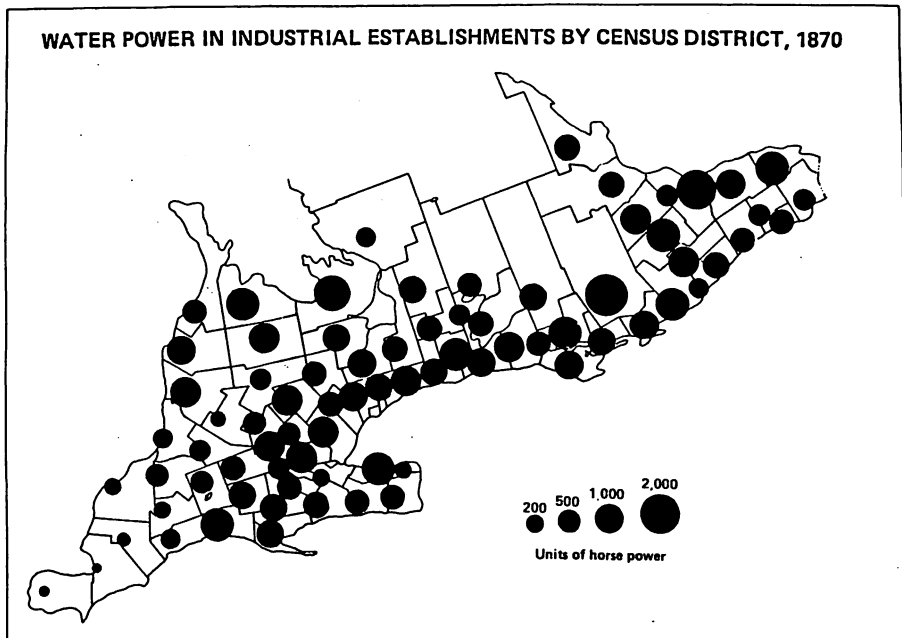 WATER POWER IN INDUSTRIAL ESTABLISHMENTS BY CENSUS DISTRICT, 1870
200 500 1,000 2,000
Units of horse power